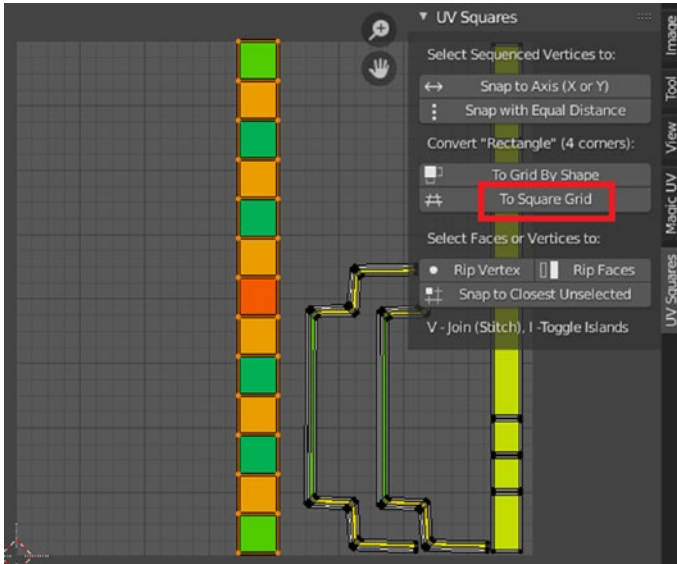 UV Squares
Select Sequenced Vertices to:
Snap to Axis (X or Y)
Snap with Equal Distance
Convert "Rectangle" (4 corners):
To Grid By Shape
To Square Grid
Select Faces or Vertices to:
Rip Vertex Rip Faces
Snap to Closest Unselected
V - Join (Stitch), I -Toggle Islands
Image
Tool
View
Magic UV
UV Squares